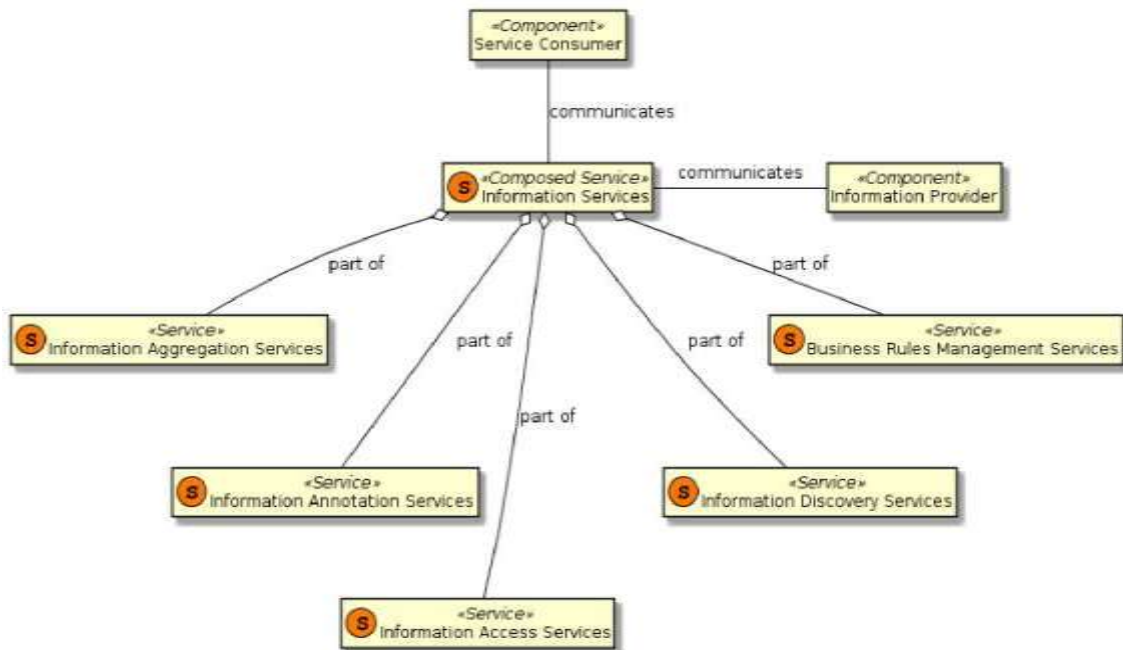 «Component»
Service Consumer
communicates
S
«Composed Service»
Information Services
communicates
«Component»
Information Provider
part of
part of
S
«Service»
Information Aggregation Services
S
«Service»
Business Rules Management Services
part of
part of
part of
S
«Service»
Information Annotation Services
S
«Service»
Information Discovery Services
S
«Service»
Information Access Services